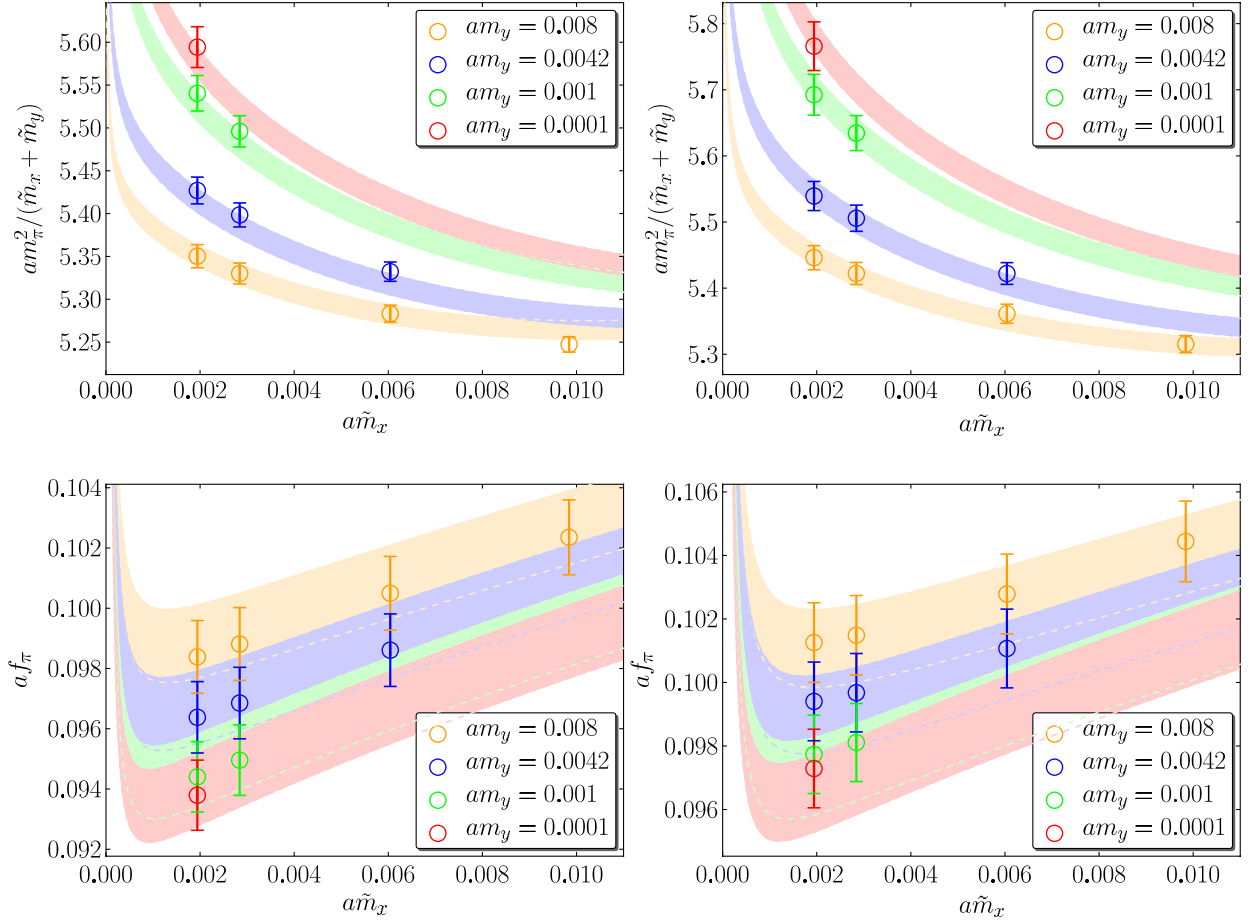 5.60
5.55
5.50
5.45
5.40
5.35
5.30
5.25
0.000
0.002
0.004
0.006
0.008
0.010
am̃_x
am²_π/(m̃_x + m̃_y)
am_y = 0.008
am_y = 0.0042
am_y = 0.001
am_y = 0.0001
5.8
5.7
5.6
5.5
5.4
5.3
0.000
0.002
0.004
0.006
0.008
0.010
am̃_x
am²_π/(m̃_x + m̃_y)
am_y = 0.008
am_y = 0.0042
am_y = 0.001
am_y = 0.0001
0.104
0.102
0.100
0.098
0.096
0.094
0.092
0.000
0.002
0.004
0.006
0.008
0.010
am̃_x
af_π
am_y = 0.008
am_y = 0.0042
am_y = 0.001
am_y = 0.0001
0.106
0.104
0.102
0.100
0.098
0.096
0.000
0.002
0.004
0.006
0.008
0.010
am̃_x
af_π
am_y = 0.008
am_y = 0.0042
am_y = 0.001
am_y = 0.0001